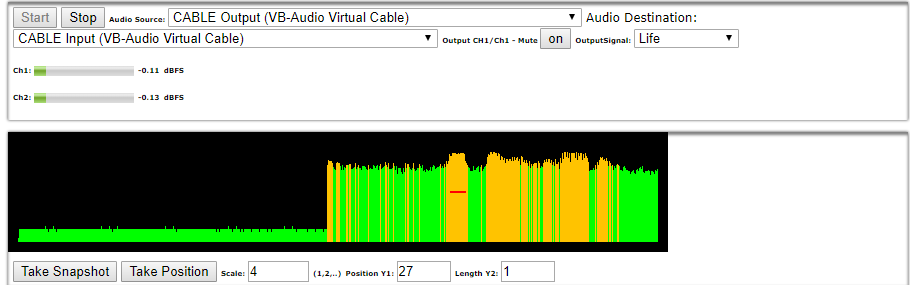 Start Stop Audio Source: CABLE Output (VB-Audio Virtual Cable) Audio Destination:
CABLE Input (VB-Audio Virtual Cable) Output CH1/Ch1 - Mute on OutputSignal: Life
Ch1: -0.11 dBFS
Ch2: -0.13 dBFS
Take Snapshot Take Position Scale: 4 (1,2,..) Position Y1: 27 Length Y2: 1